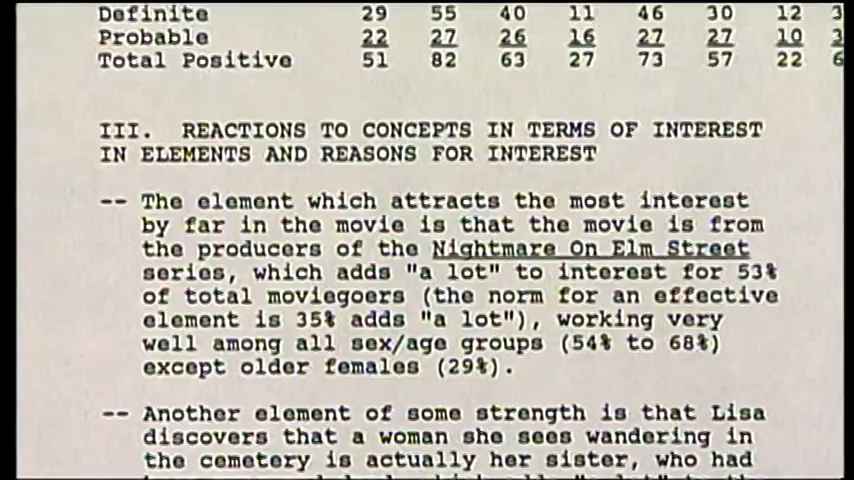 Definite 29 55 40 11 46 30 12 3
Probable 22 27 26 16 27 27 10 3
Total Positive 51 82 63 27 73 57 22 6
III. REACTIONS TO CONCEPTS IN TERMS OF INTEREST
IN ELEMENTS AND REASONS FOR INTEREST
-- The element which attracts the most interest
by far in the movie is that the movie is from
the producers of the Nightmare On Elm Street
series, which adds "a lot" to interest for 53%
of total moviegoers (the norm for an effective
element is 35% adds "a lot"), working very
well among all sex/age groups (54% to 68%)
except older females (29%).
-- Another element of some strength is that Lisa
discovers that a woman she sees wandering in
the cemetery is actually her sister, who had